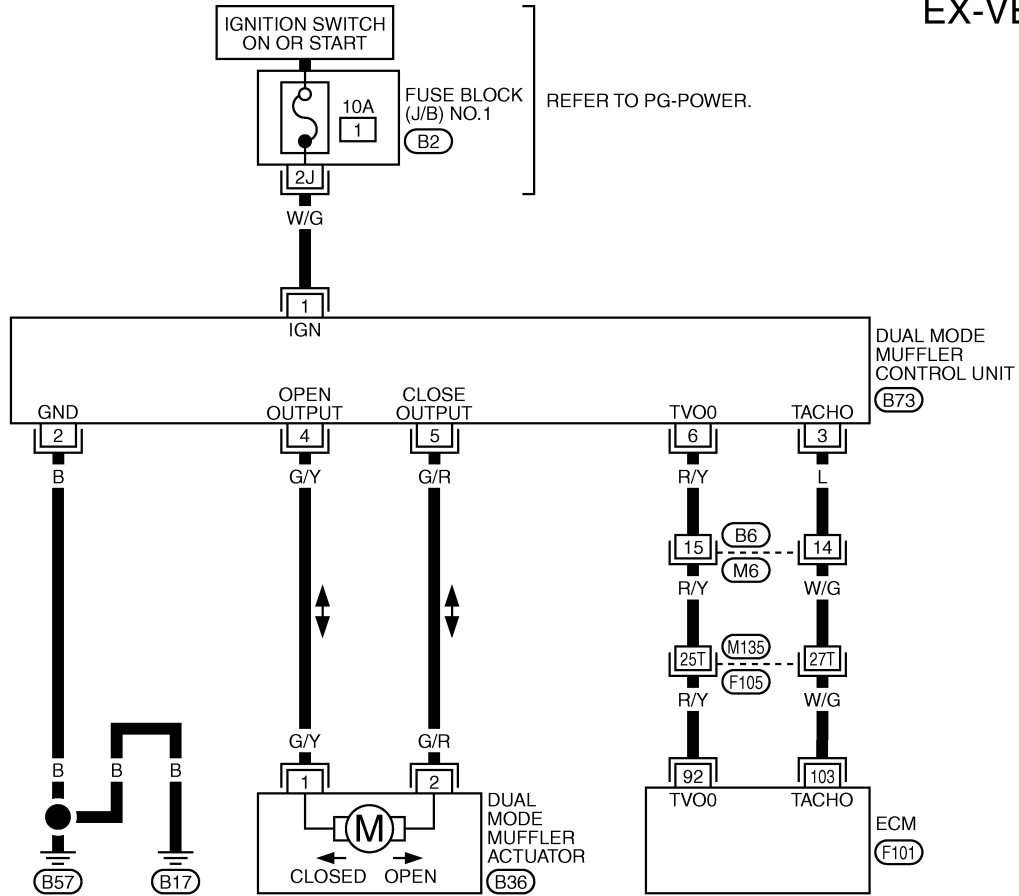 EX-VE
IGNITION SWITCH
ON OR START
FUSE BLOCK
(J/B) NO.1
B2
10A
1
REFER TO PG-POWER.
2J
W/G
1
IGN
DUAL MODE
MUFFLER
CONTROL UNIT
B73
GND
OPEN
OUTPUT
CLOSE
OUTPUT
TVO0
TACHO
2
4
5
6
3
B
G/Y
G/R
R/Y
L
15
B6
M6
14
R/Y
W/G
25T
M135
F105
27T
R/Y
W/G
G/Y
G/R
B
B
B
1
2
92
103
TVO0
TACHO
ECM
F101
DUAL
MODE
MUFFLER
ACTUATOR
B36
M
CLOSED
OPEN
B57
B17